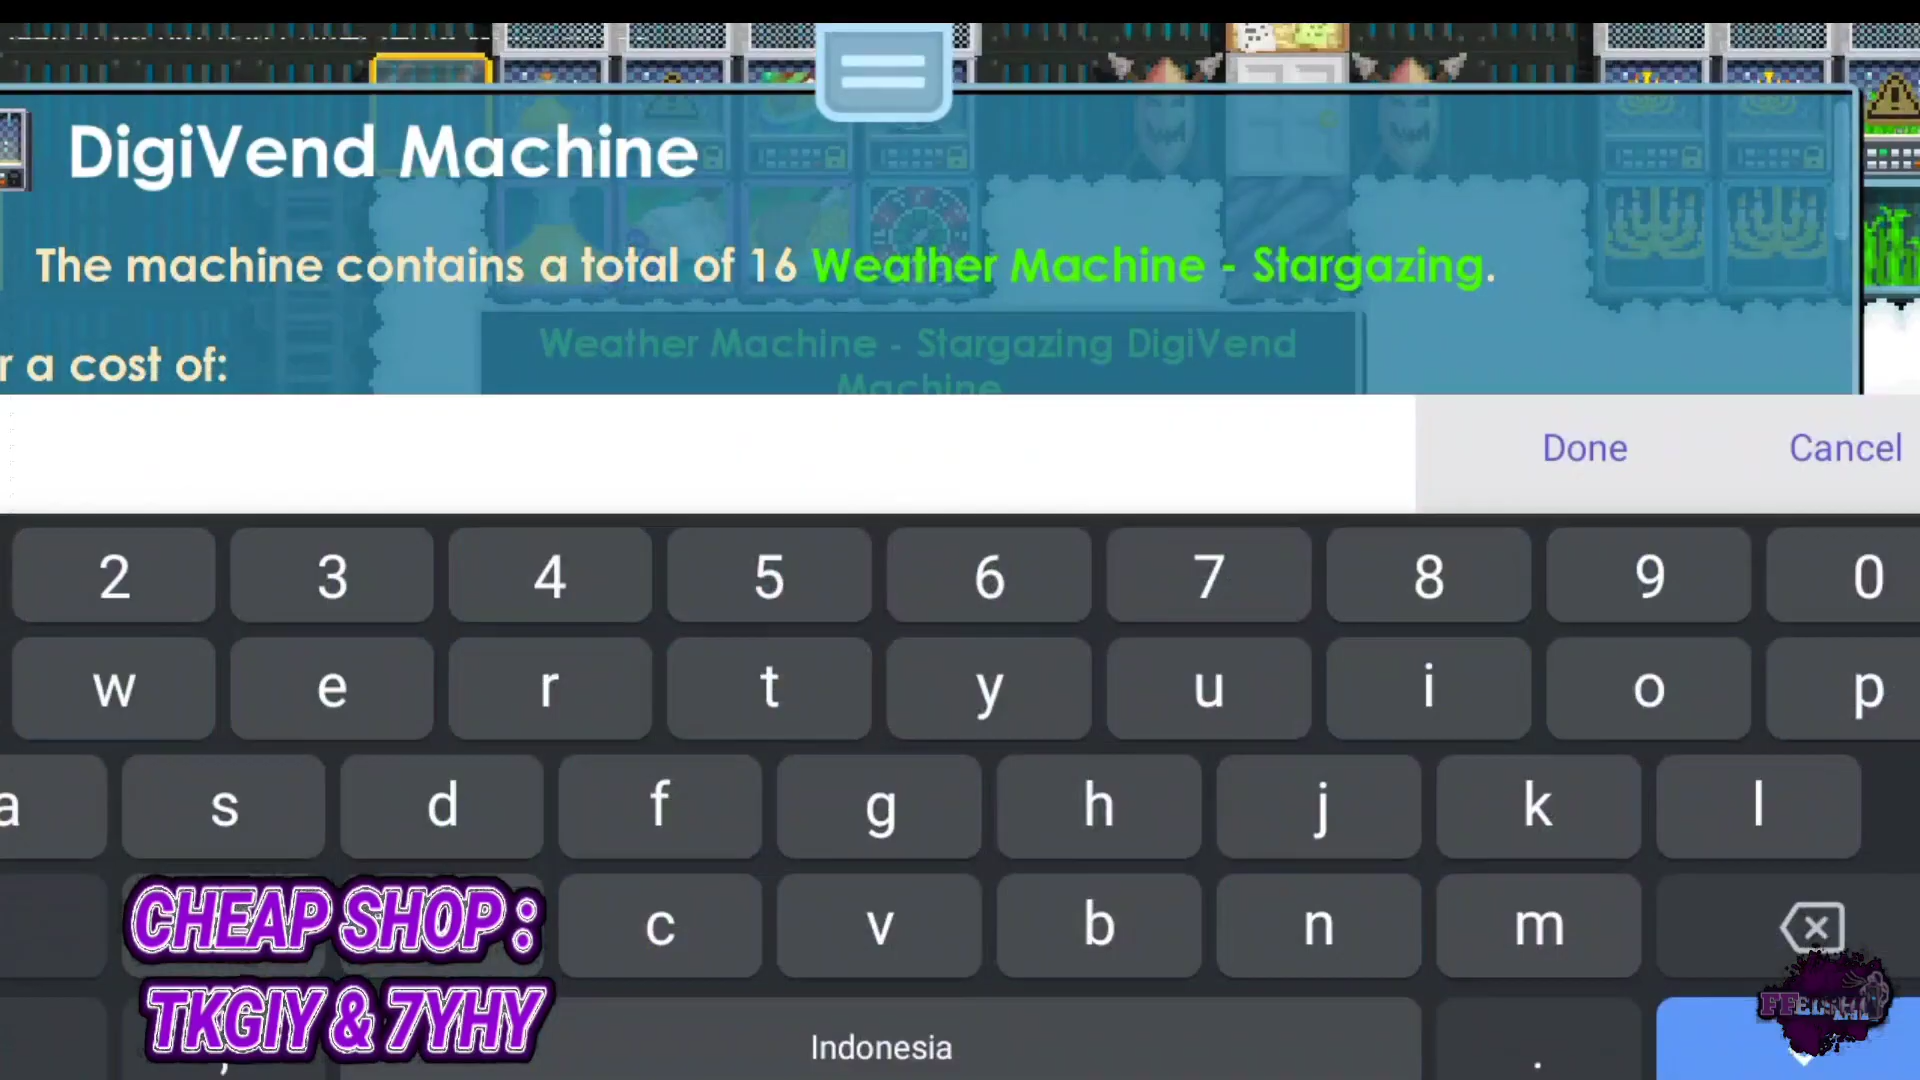 DigiVend Machine
The machine contains a total of 16 Weather Machine - Stargazing.
r a cost of:
Weather Machine - Stargazing DigiVend
Machine
Done Cancel
2 3 4 5 6 7 8 9 0
w e r t y u i o p
a s d f g h j k l
c v b n m
CHEAP SHOP :
TKGIY & 7YHY
, Indonesia .